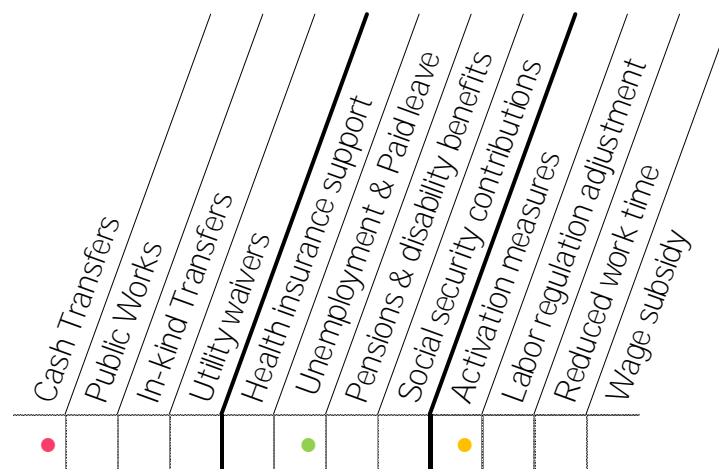 Cash Transfers
Public Works
In-kind Transfers
Utility waivers
Health insurance support
Unemployment & Paid leave
Pensions & disability benefits
Social security contributions
Activation measures
Labor regulation adjustment
Reduced work time
Wage subsidy